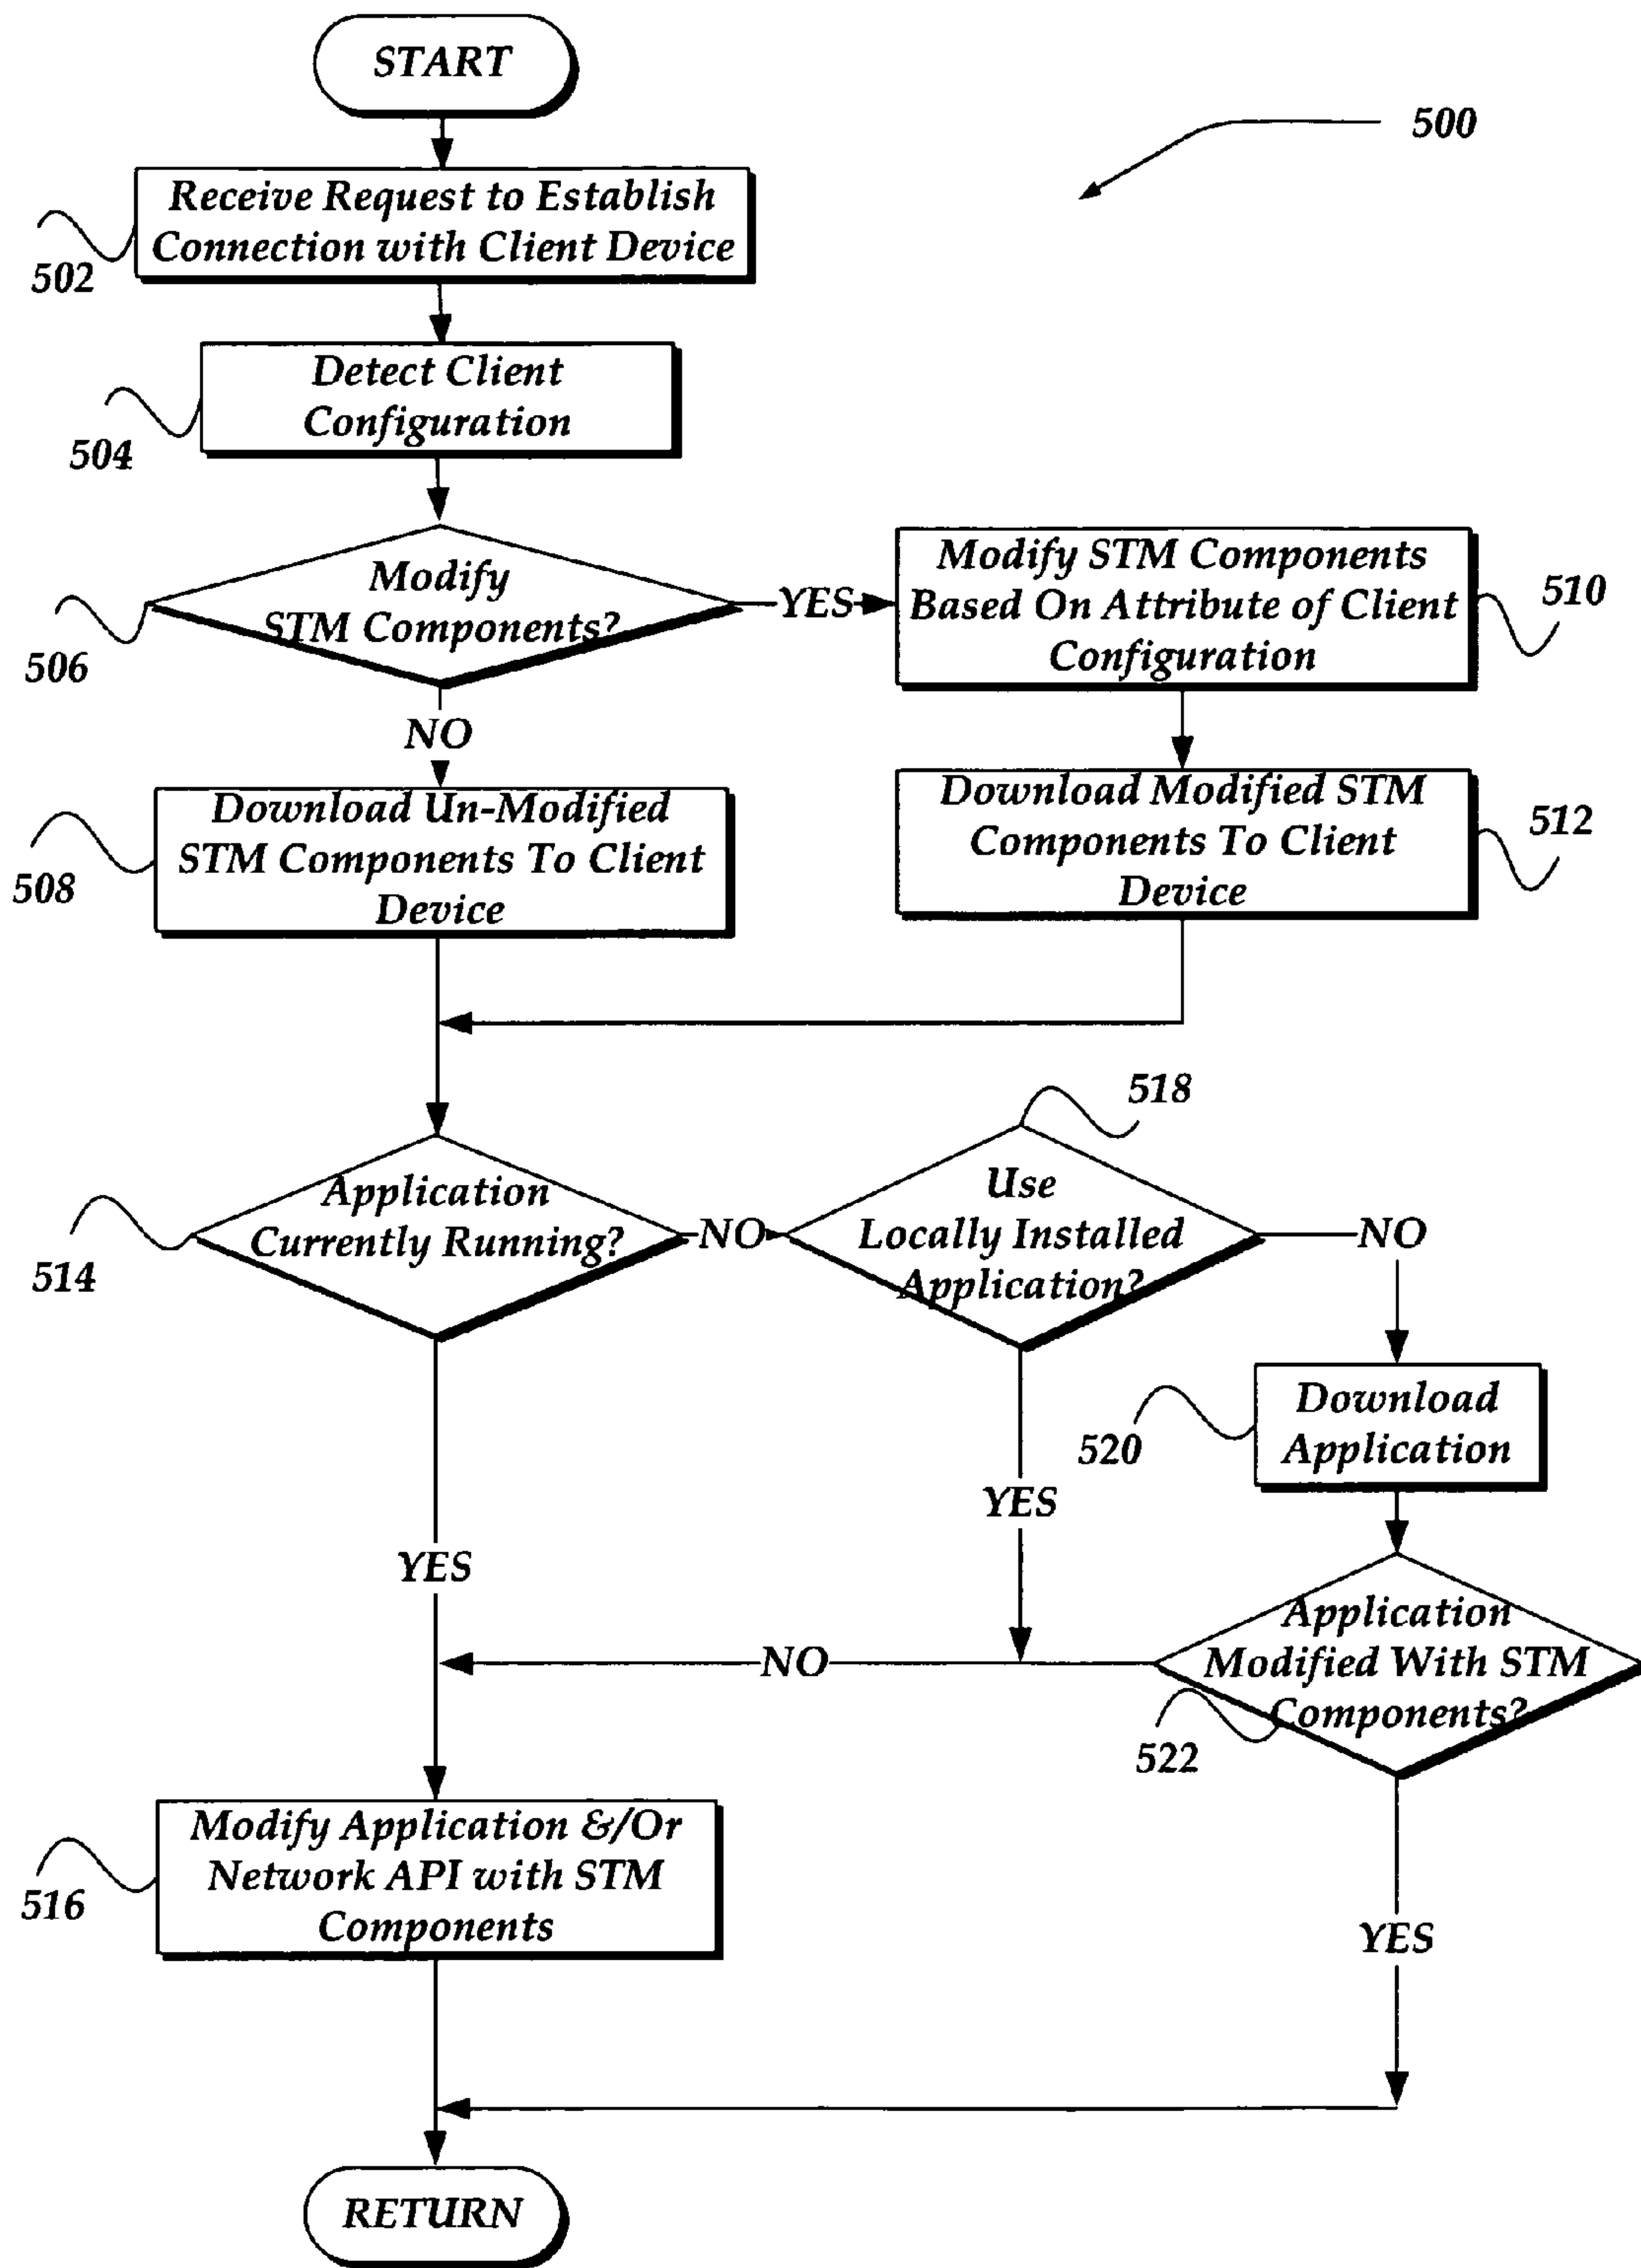 START
500
Receive Request to Establish
Connection with Client Device
502
Detect Client
Configuration
504
Modify
STM Components?
506
YES
Modify STM Components
Based On Attribute of Client
Configuration
510
NO
Download Un-Modified
STM Components To Client
Device
508
Download Modified STM
Components To Client
Device
512
Application
Currently Running?
514
NO
518
Use
Locally Installed
Application?
NO
Download
Application
520
YES
YES
Application
Modified With STM
Components?
522
NO
Modify Application &/Or
Network API with STM
Components
516
YES
RETURN